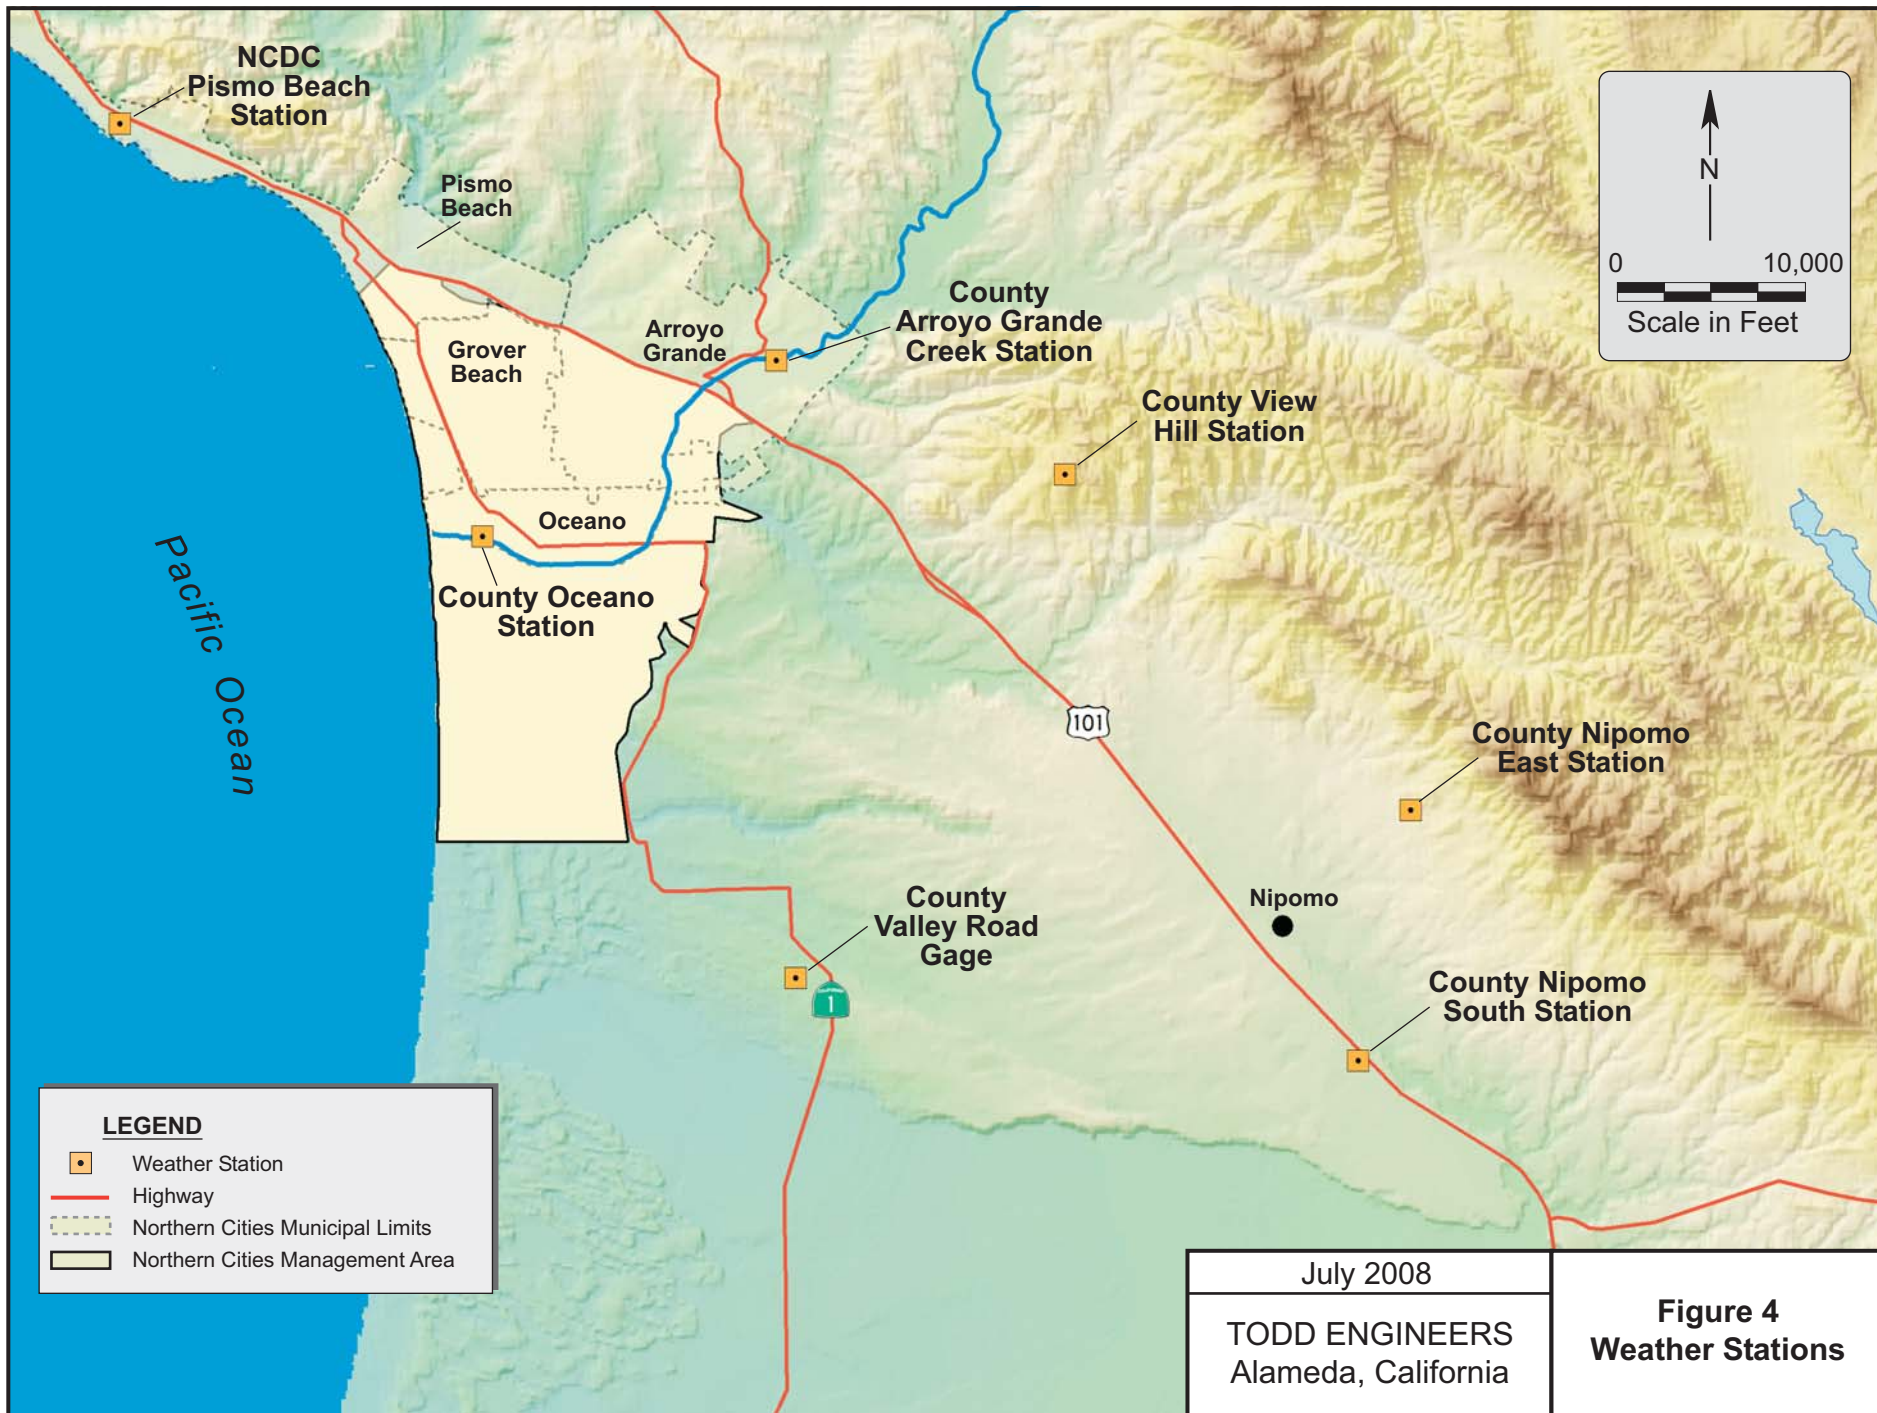 NCDC
Pismo Beach
Station
Pismo
Beach
N
0 10,000
Scale in Feet
County
Arroyo Grande
Creek Station
Arroyo
Grande
Grover
Beach
County View
Hill Station
Oceano
County Oceano
Station
Pacific Ocean
101
County Nipomo
East Station
Nipomo
County
Valley Road
Gage
1
County Nipomo
South Station
LEGEND
Weather Station
Highway
Northern Cities Municipal Limits
Northern Cities Management Area
July 2008
TODD ENGINEERS
Alameda, California
Figure 4
Weather Stations